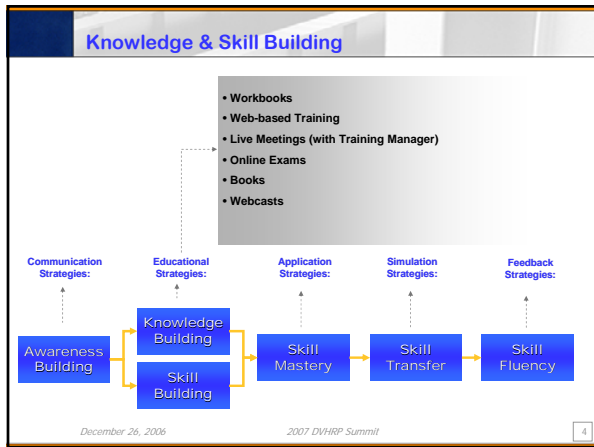 Knowledge & Skill Building
• Workbooks
• Web-based Training
• Live Meetings (with Training Manager)
• Online Exams
• Books
• Webcasts
Communication
Strategies:
Educational
Strategies:
Application
Strategies:
Simulation
Strategies:
Feedback
Strategies:
Awareness
Building
Knowledge
Building
Skill
Building
Skill
Mastery
Skill
Transfer
Skill
Fluency
December 26, 2006
2007 DVHRP Summit
4